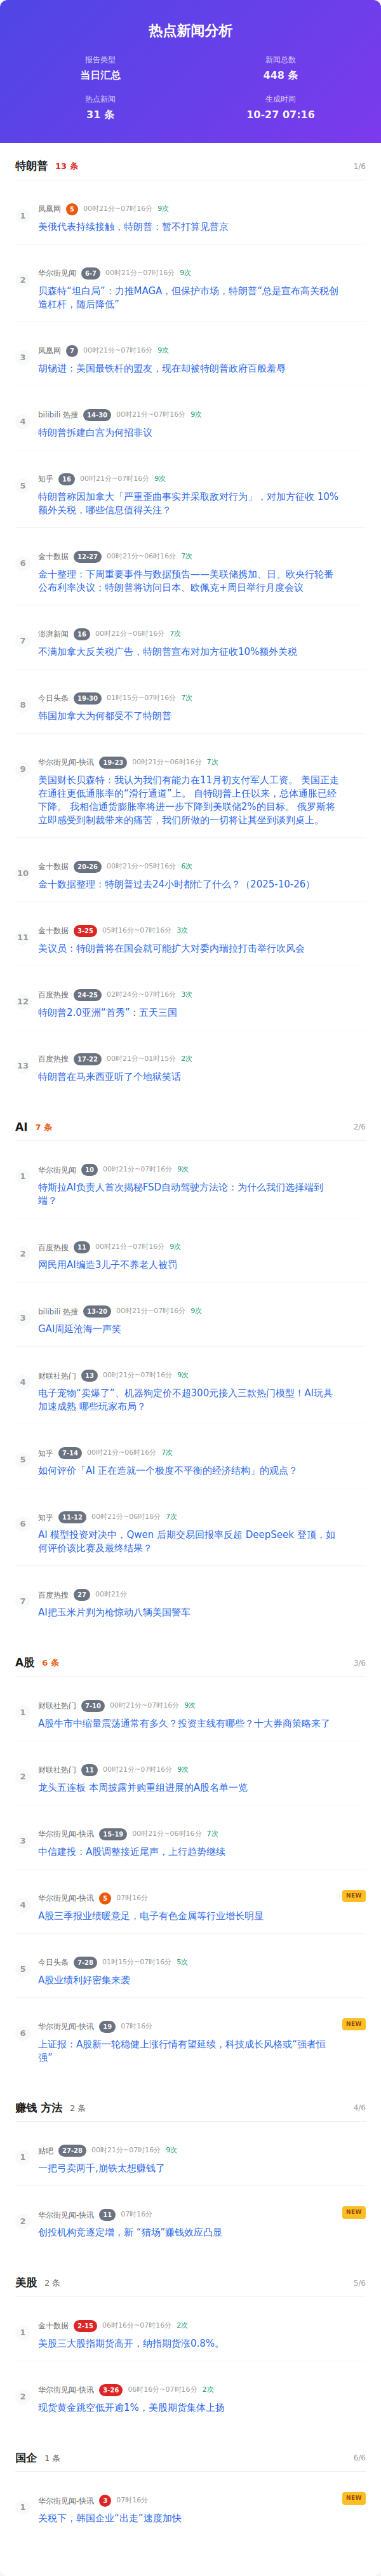 热点新闻分析
报告类型
当日汇总
新闻总数
448 条
热点新闻
31 条
生成时间
10-27 07:16
特朗普 13 条 1/6
1
凤凰网 5 00时21分~07时16分 9次
美俄代表持续接触，特朗普：暂不打算见普京
2
华尔街见闻 6-7 00时21分~07时16分 9次
贝森特“坦白局”：力推MAGA，但保护市场，特朗普“总是宣布高关税创
造杠杆，随后降低”
3
凤凰网 7 00时21分~07时16分 9次
胡锡进：美国最铁杆的盟友，现在却被特朗普政府百般羞辱
4
bilibili 热搜 14-30 00时21分~07时16分 9次
特朗普拆建白宫为何招非议
5
知乎 16 00时21分~07时16分 9次
特朗普称因加拿大「严重歪曲事实并采取敌对行为」，对加方征收 10%
额外关税，哪些信息值得关注？
6
金十数据 12-27 00时21分~06时16分 7次
金十整理：下周重要事件与数据预告——美联储携加、日、欧央行轮番
公布利率决议；特朗普将访问日本、欧佩克+周日举行月度会议
7
澎湃新闻 16 00时21分~06时16分 7次
不满加拿大反关税广告，特朗普宣布对加方征收10%额外关税
8
今日头条 19-30 01时15分~07时16分 7次
韩国加拿大为何都受不了特朗普
9
华尔街见闻-快讯 19-23 00时21分~06时16分 7次
美国财长贝森特：我认为我们有能力在11月初支付军人工资。 美国正走
在通往更低通胀率的“滑行通道”上。 自特朗普上任以来，总体通胀已经
下降。 我相信通货膨胀率将进一步下降到美联储2%的目标。 俄罗斯将
立即感受到制裁带来的痛苦，我们所做的一切将让其坐到谈判桌上。
10
金十数据 20-26 00时21分~05时16分 6次
金十数据整理：特朗普过去24小时都忙了什么？（2025-10-26）
11
金十数据 3-25 05时16分~07时16分 3次
美议员：特朗普将在国会就可能扩大对委内瑞拉打击举行吹风会
12
百度热搜 24-25 02时24分~07时16分 3次
特朗普2.0亚洲“首秀”：五天三国
13
百度热搜 17-22 00时21分~01时15分 2次
特朗普在马来西亚听了个地狱笑话
AI 7 条 2/6
1
华尔街见闻 10 00时21分~07时16分 9次
特斯拉AI负责人首次揭秘FSD自动驾驶方法论：为什么我们选择端到
端？
2
百度热搜 11 00时21分~07时16分 9次
网民用AI编造3儿子不养老人被罚
3
bilibili 热搜 13-20 00时21分~07时16分 9次
GAI周延沧海一声笑
4
财联社热门 13 00时21分~07时16分 9次
电子宠物“卖爆了”、机器狗定价不超300元接入三款热门模型！AI玩具
加速成熟 哪些玩家布局？
5
知乎 7-14 00时21分~06时16分 7次
如何评价「AI 正在造就一个极度不平衡的经济结构」的观点？
6
知乎 11-12 00时21分~06时16分 7次
AI 模型投资对决中，Qwen 后期交易回报率反超 DeepSeek 登顶，如
何评价该比赛及最终结果？
7
百度热搜 27 00时21分
AI把玉米片判为枪惊动八辆美国警车
A股 6 条 3/6
1
财联社热门 7-10 00时21分~07时16分 9次
A股牛市中缩量震荡通常有多久？投资主线有哪些？十大券商策略来了
2
财联社热门 11 00时21分~07时16分 9次
龙头五连板 本周披露并购重组进展的A股名单一览
3
华尔街见闻-快讯 15-19 00时21分~06时16分 7次
中信建投：A股调整接近尾声，上行趋势继续
4
华尔街见闻-快讯 5 07时16分 NEW
A股三季报业绩暖意足，电子有色金属等行业增长明显
5
今日头条 7-28 01时15分~07时16分 5次
A股业绩利好密集来袭
6
华尔街见闻-快讯 19 07时16分 NEW
上证报：A股新一轮稳健上涨行情有望延续，科技成长风格或“强者恒
强”
赚钱 方法 2 条 4/6
1
贴吧 27-28 00时21分~07时16分 9次
一把弓卖两千,崩铁太想赚钱了
2
华尔街见闻-快讯 11 07时16分 NEW
创投机构竞逐定增，新 “猎场”赚钱效应凸显
美股 2 条 5/6
1
金十数据 2-15 06时16分~07时16分 2次
美股三大股指期货高开，纳指期货涨0.8%。
2
华尔街见闻-快讯 3-26 06时16分~07时16分 2次
现货黄金跳空低开逾1%，美股期货集体上扬
国企 1 条 6/6
1
华尔街见闻-快讯 3 07时16分 NEW
关税下，韩国企业“出走”速度加快